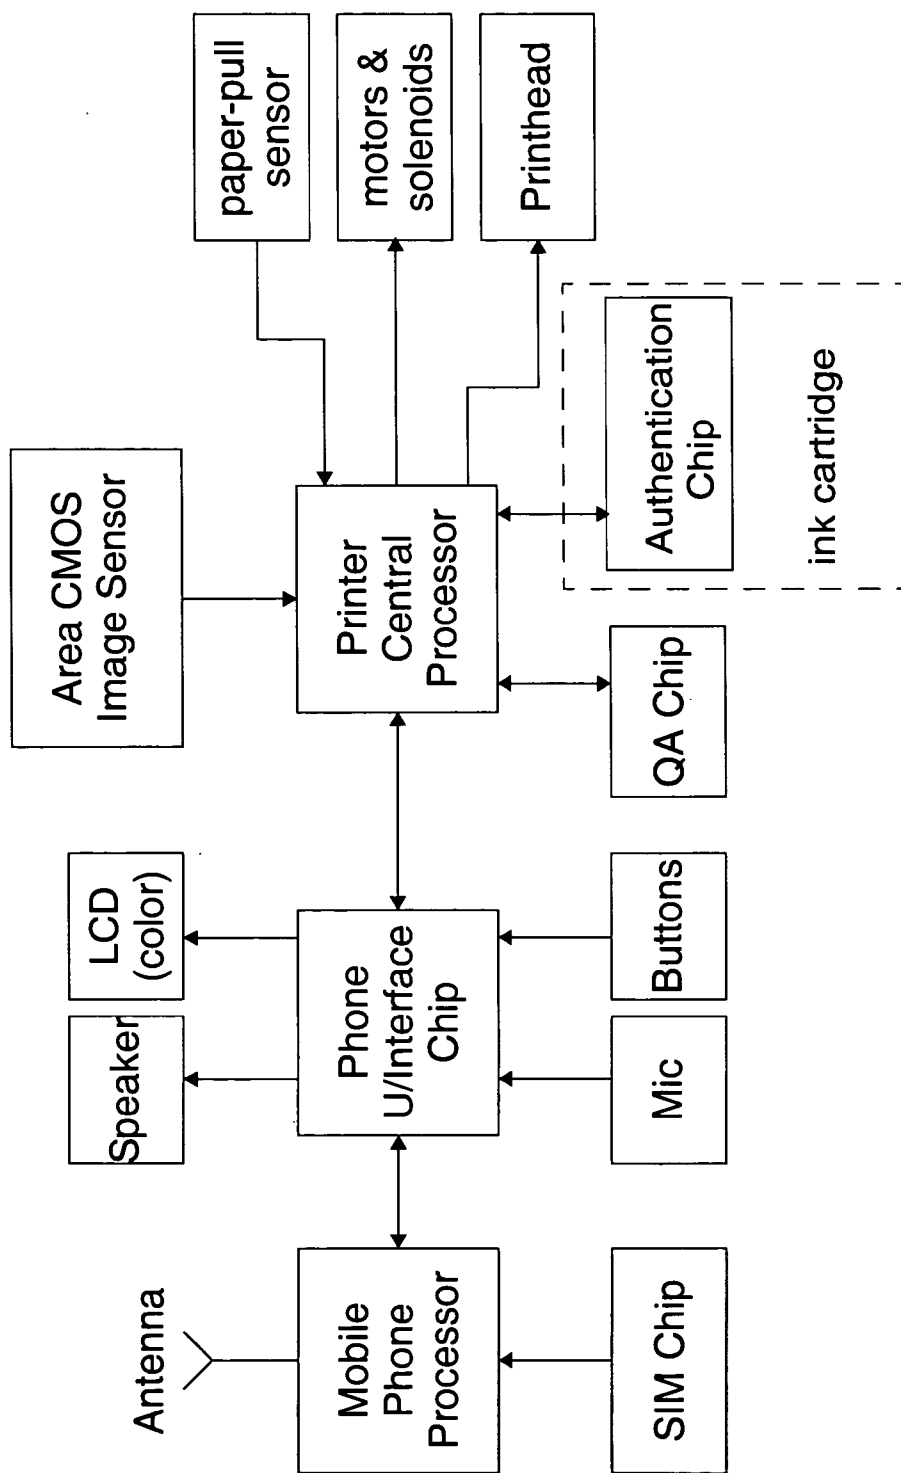 Antenna
Mobile
Phone
Processor
SIM Chip
Speaker
LCD
(color)
Phone
U/Interface
Chip
Mic
Buttons
Area CMOS
Image Sensor
Printer
Central
Processor
QA Chip
paper-pull
sensor
motors &
solenoids
Printhead
Authentication
Chip
ink cartridge